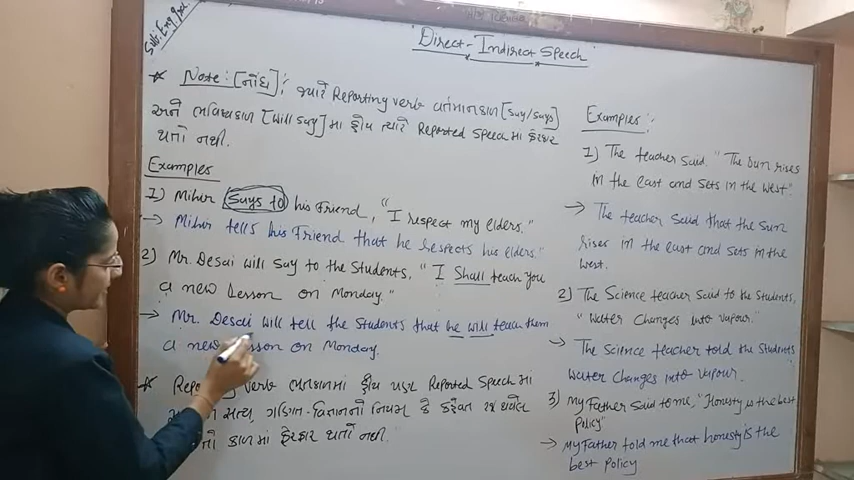 Sub: Eng Gra.
Direct-Indirect Speech
★ Note: [નોંધ]: જ્યારે Reporting verb વર્તમાનકાળ [say/says]
અને ભવિષ્યકાળ [will say]માં હોય ત્યારે Reported Speech માં ફેરફાર
થતો નથી.
Examples
1) Mihir Says to his friend, "I respect my elders."
→ Mihir tells his friend that he respects his elders.
2) Mr. Desai will say to the Students, "I Shall teach you
a new Lesson on Monday."
→ Mr. Desai will tell the Students that he will teach them
a new on Monday.
★ Reporting verb ભૂતકાળમાં હોય પરંતુ Reported Speech માં
સત્ય, ગણિત-વિજ્ઞાનનો નિયમ કે કહેવત રજૂ થયેલ
કાળમાં ફેરફાર થતો નથી.
Examples:-
1) The teacher said. "The Sun rises
in the east and sets in the west."
→ The teacher said that the Sun
rises in the east and sets in the
west.
2) The Science teacher said to the students,
"Water Changes into vapour."
→ The Science teacher told the Students
Water Changes into Vapour.
3) My Father said to me, "Honesty is the best
policy"
→ My Father told me that honesty is the
best policy